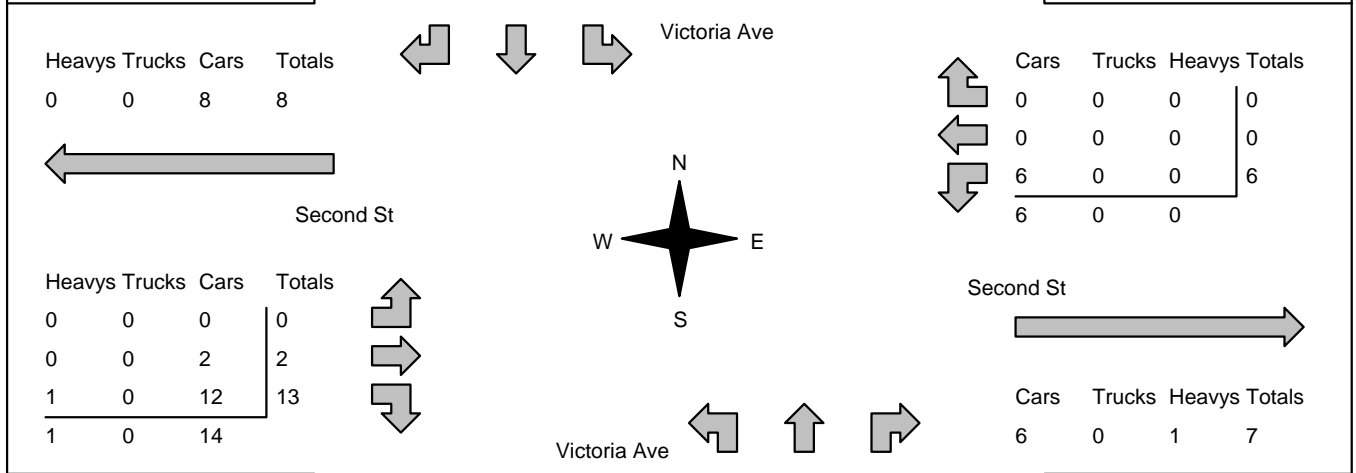 Victoria Ave
Heavys Trucks Cars Totals
0 0 8 8
Cars Trucks Heavys Totals
0 0 0 0
0 0 0 0
6 0 0 6
6 0 0
Second St
N
W E
S
Heavys Trucks Cars Totals
0 0 0 0
0 0 2 2
1 0 12 13
1 0 14
Second St
Cars Trucks Heavys Totals
6 0 1 7
Victoria Ave